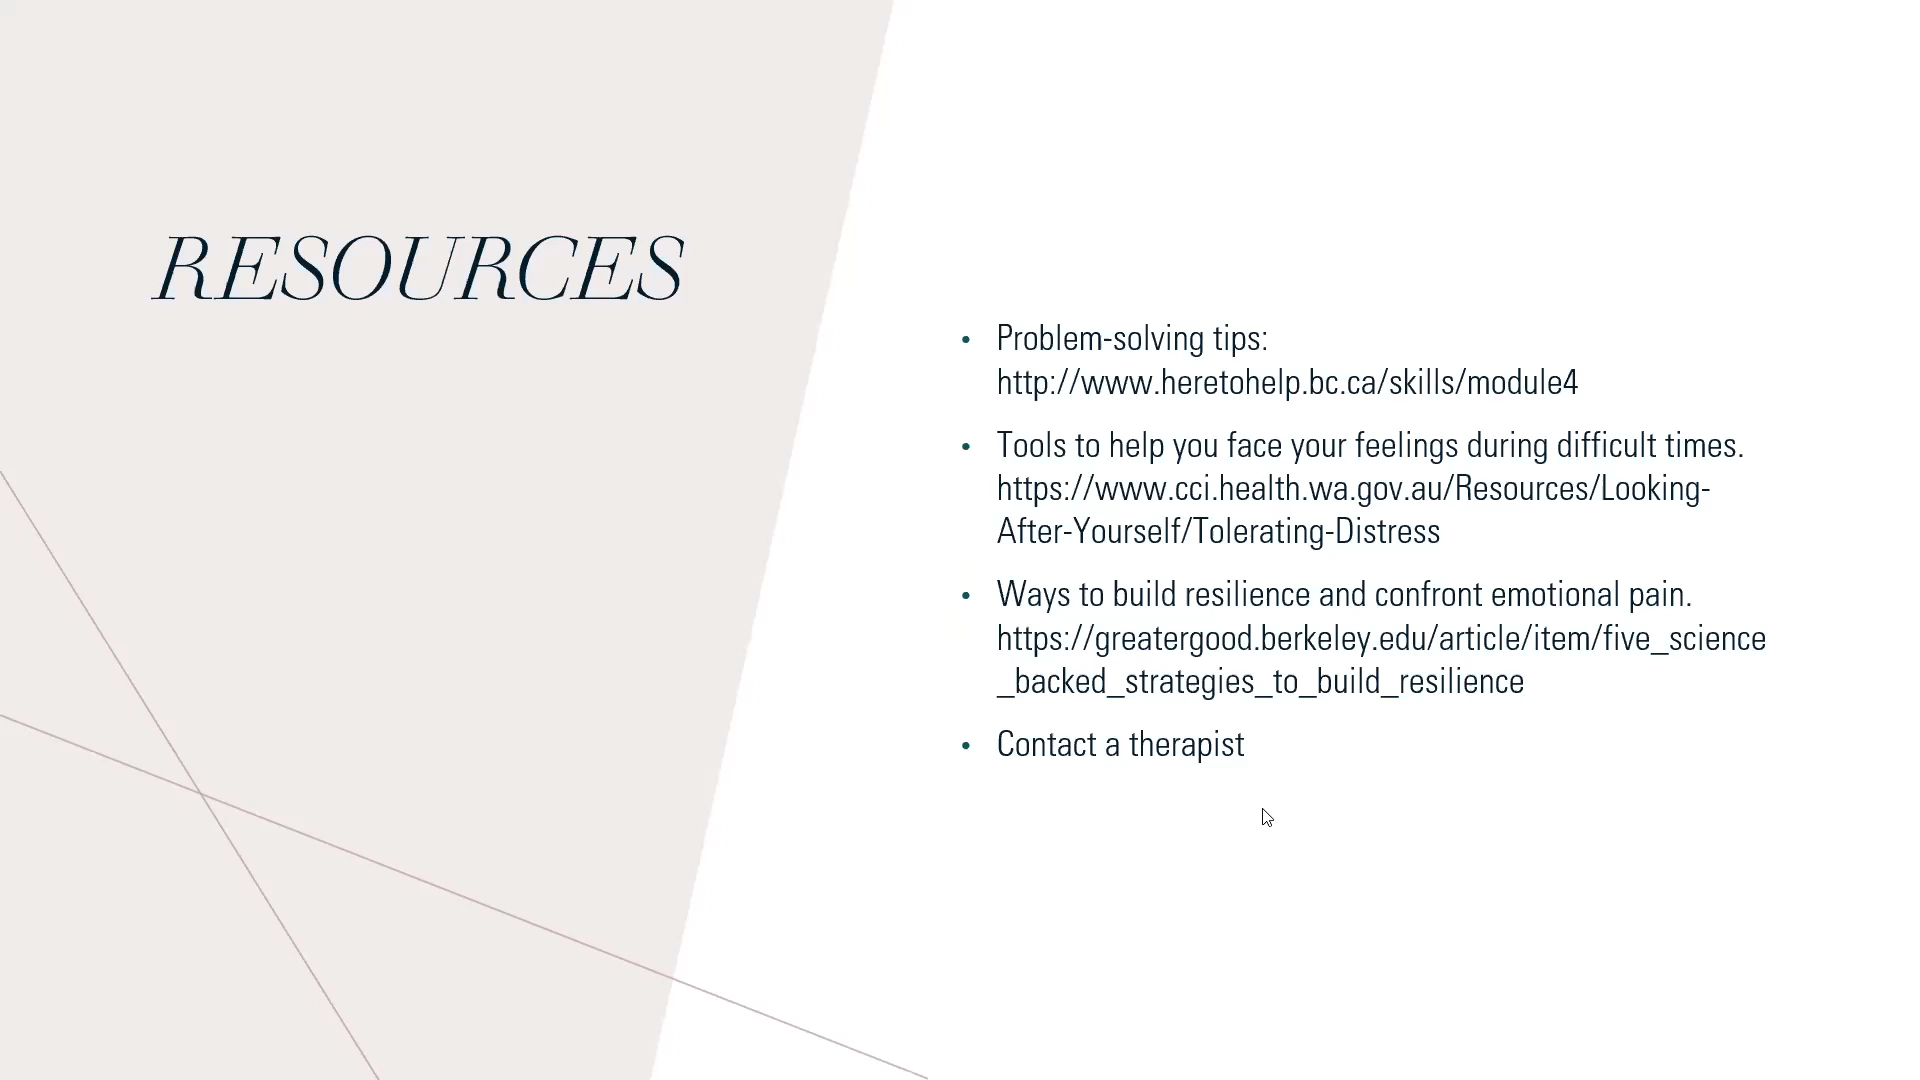 RESOURCES
• Problem-solving tips:
http://www.heretohelp.bc.ca/skills/module4
• Tools to help you face your feelings during difficult times.
https://www.cci.health.wa.gov.au/Resources/Looking-
After-Yourself/Tolerating-Distress
• Ways to build resilience and confront emotional pain.
https://greatergood.berkeley.edu/article/item/five_science
_backed_strategies_to_build_resilience
• Contact a therapist